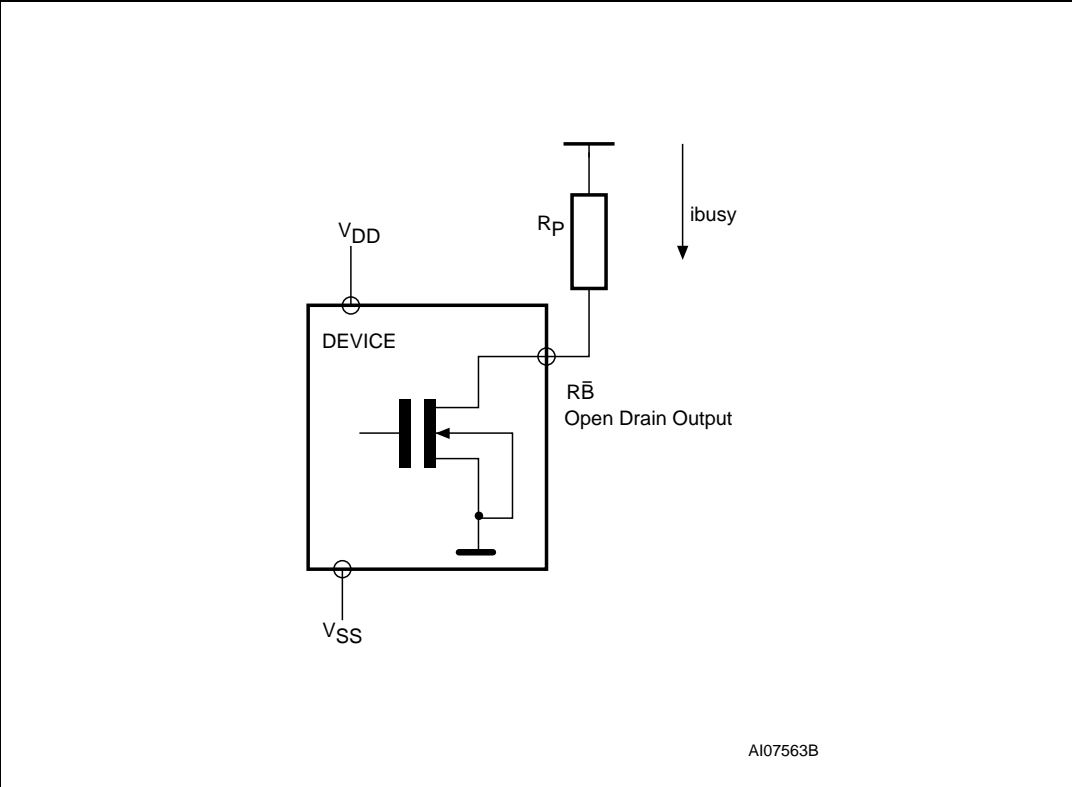 ibusy
RP
VDD
DEVICE
RB̅
Open Drain Output
VSS
AI07563B